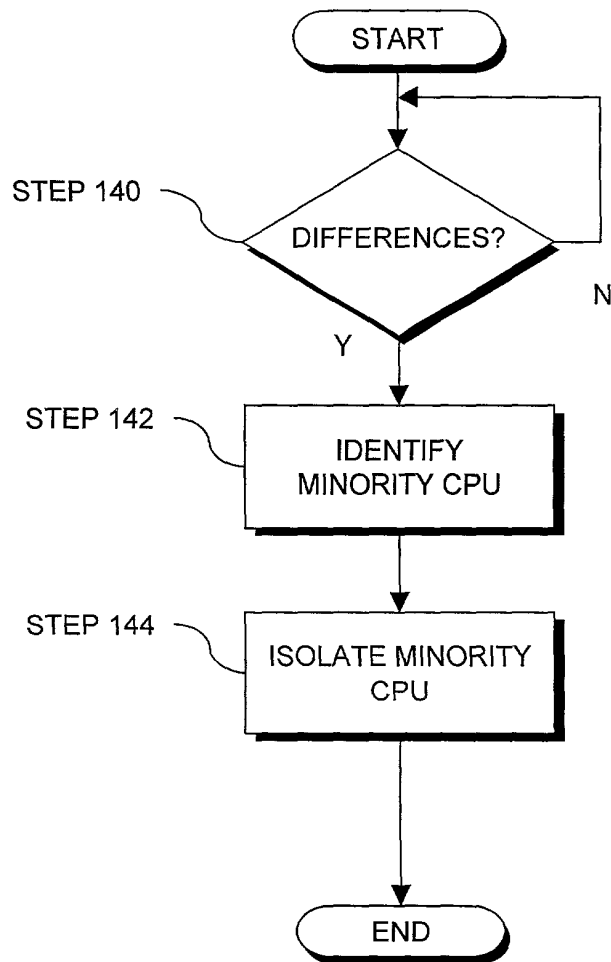 START
STEP 140
DIFFERENCES?
N
Y
STEP 142
IDENTIFY
MINORITY CPU
STEP 144
ISOLATE MINORITY
CPU
END